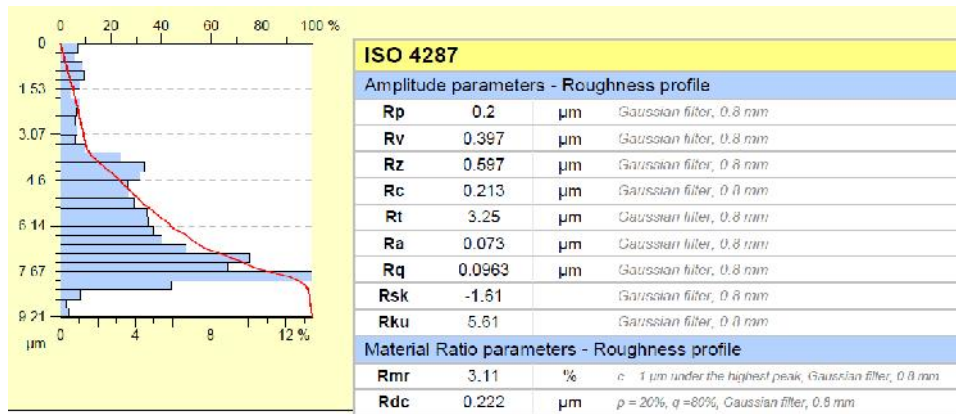 0 20 40 60 80 100 %
0
1.53
3.07
4.6
6.14
7.67
9.21
µm 0 4 8 12 %
ISO 4287
Amplitude parameters - Roughness profile
Rp 0.2 µm Gaussian filter, 0.8 mm
Rv 0.397 µm Gaussian filter, 0.8 mm
Rz 0.597 µm Gaussian filter, 0.8 mm
Rc 0.213 µm Gaussian filter, 0.8 mm
Rt 3.25 µm Gaussian filter, 0.8 mm
Ra 0.073 µm Gaussian filter, 0.8 mm
Rq 0.0963 µm Gaussian filter, 0.8 mm
Rsk -1.61 Gaussian filter, 0.8 mm
Rku 5.61 Gaussian filter, 0.8 mm
Material Ratio parameters - Roughness profile
Rmr 3.11 % c 1 µm under the highest peak, Gaussian filter, 0.8 mm
Rdc 0.222 µm p = 20%, q =80%, Gaussian filter, 0.8 mm